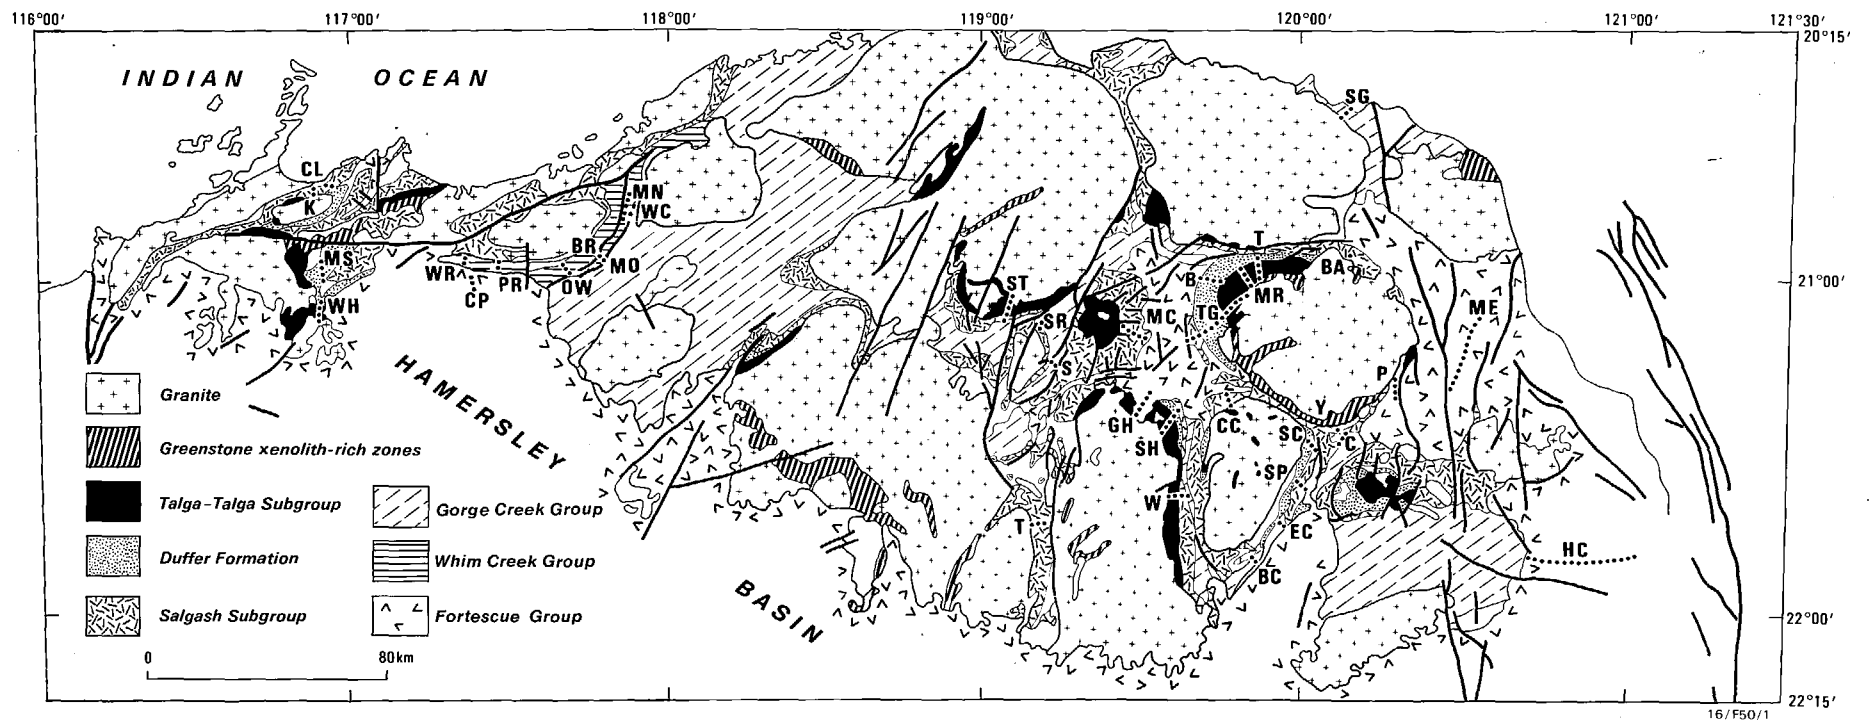 116°00′ 117°00′ 118°00′ 119°00′ 120°00′ 121°00′ 121°30′
20°15′
INDIAN OCEAN
SG
CL
K
MN
WC
T
BR
MO
MS
WR
CP
PR
OW
WH
ST
SR
MC
B
BA
MR
TG
ME
21°00′
S
P
HAMERSLEY
GH
SH
CC
SC
Y
C
SP
W
T
EC
BC
HC
BASIN
Granite
Greenstone xenolith-rich zones
Talga-Talga Subgroup
Duffer Formation
Salgash Subgroup
Gorge Creek Group
Whim Creek Group
Fortescue Group
0 80km
22°00′
22°15′
16/F50/1